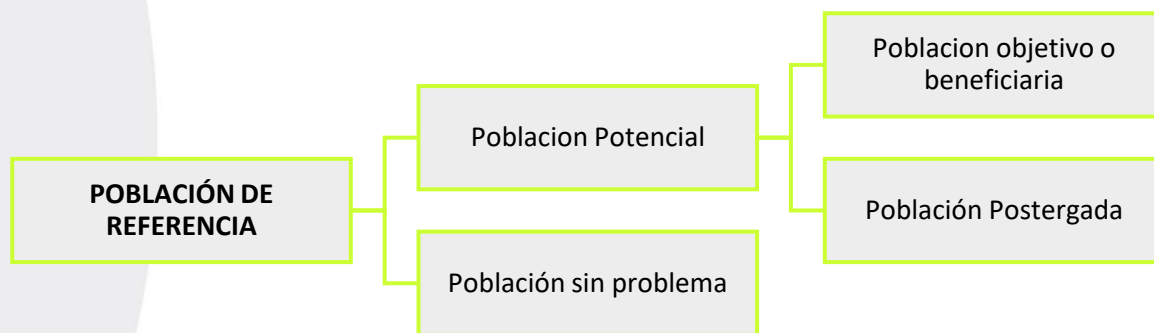 POBLACIÓN DE
REFERENCIA
Poblacion Potencial
Población sin problema
Poblacion objetivo o
beneficiaria
Población Postergada